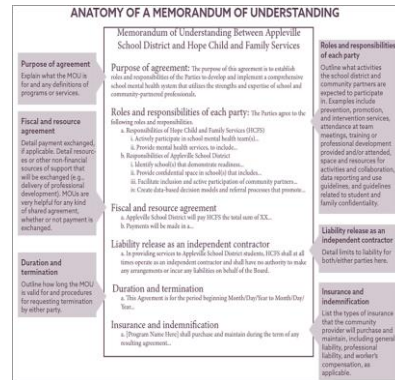 ANATOMY OF A MEMORANDUM OF UNDERSTANDING
Purpose of agreement
Explain what the MOU is
for and any definitions of
programs or services.
Fiscal and resource
agreement
Detail payment exchanged,
if applicable. Detail resourc-
es or other non-financial
sources of support that
will be exchanged (e.g.,
delivery of professional
development). MOUs are
very helpful for any kind
of shared agreement,
whether or not payment is
exchanged.
Duration and
termination
Outline how long the MOU
is valid for and procedures
for requesting termination
by either party.
Memorandum of Understanding Between Appleville
School District and Hope Child and Family Services
Purpose of agreement: The purpose of this agreement is to establish
roles and responsibilities of the Parties to develop and implement a comprehensive
school mental health system that utilizes the strengths and expertise of school and
community-partnered professionals.
Roles and responsibilities of each party: The Parties agree to the
following roles and responsibilities.
a. Responsibilities of Hope Child and Family Services (HCFS)
i. Actively participate in school mental health team(s)...
ii. Provide mental health services, to include...
b. Responsibilities of Appleville School District
i. Identify school(s) that demonstrate readiness...
ii. Provide confidential space in school(s) that includes...
iii. Facilitate inclusion and active participation of community partners...
iv. Create data-based decision models and referral processes that promote...
Fiscal and resource agreement
a. Appleville School District will pay HCFS the total sum of XX...
b. Payments will be made in a...
Liability release as an independent contractor
a. In providing services to Appleville School District students, HCFS shall at all
times operate as an independent contractor and shall have no authority to make
any arrangements or incur any liabilities on behalf of the Board.
Duration and termination
a. This Agreement is for the period beginning Month/Day/Year to Month/Day/
Year...
Insurance and indemnification
a. [Program Name Here] shall purchase and maintain during the term of any
resulting agreement...
Roles and responsibilities
of each party
Outline what activities
the school district and
community partners are
expected to participate
in. Examples include
prevention, promotion,
and intervention services,
attendance at team
meetings, training or
professional development
provided and/or attended,
space and resources for
activities and collaboration,
data reporting and use
guidelines, and guidelines
related to student and
family confidentiality.
Liability release as an
independent contractor
Detail limits to liability for
both/either parties here.
Insurance and
indemnification
List the types of insurance
that the community
provider will purchase and
maintain, including general
liability, professional
liability, and worker's
compensation, as
applicable.